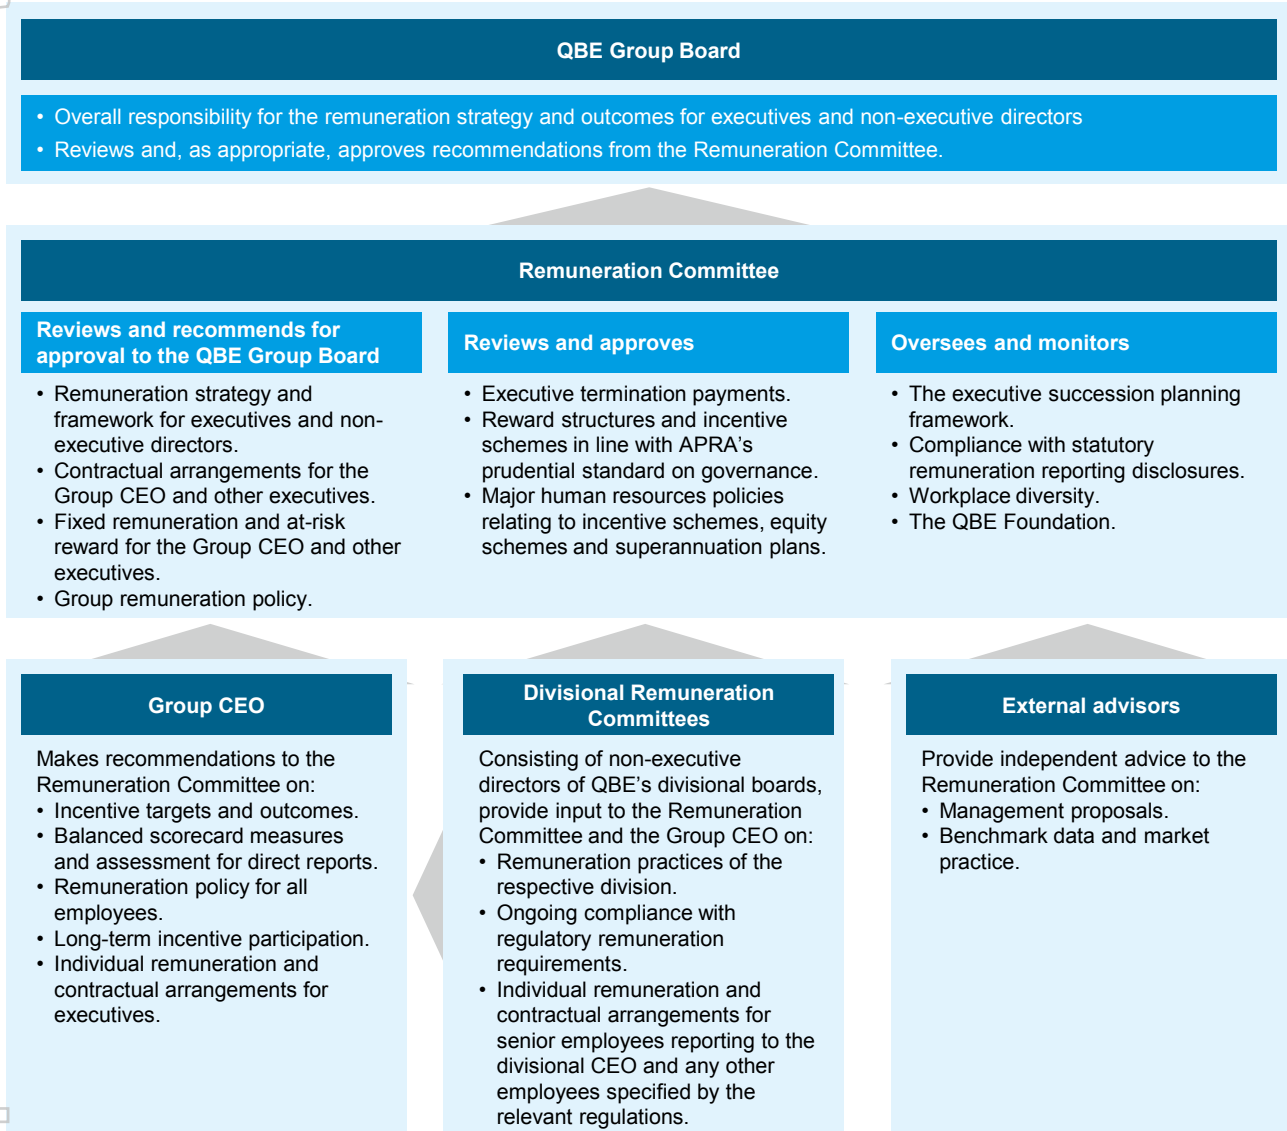 QBE Group Board
• Overall responsibility for the remuneration strategy and outcomes for executives and non-executive directors
• Reviews and, as appropriate, approves recommendations from the Remuneration Committee.
Remuneration Committee
Reviews and recommends for
approval to the QBE Group Board
• Remuneration strategy and
framework for executives and non-
executive directors.
• Contractual arrangements for the
Group CEO and other executives.
• Fixed remuneration and at-risk
reward for the Group CEO and other
executives.
• Group remuneration policy.
Reviews and approves
• Executive termination payments.
• Reward structures and incentive
schemes in line with APRA's
prudential standard on governance.
• Major human resources policies
relating to incentive schemes, equity
schemes and superannuation plans.
Oversees and monitors
• The executive succession planning
framework.
• Compliance with statutory
remuneration reporting disclosures.
• Workplace diversity.
• The QBE Foundation.
Group CEO
Makes recommendations to the
Remuneration Committee on:
• Incentive targets and outcomes.
• Balanced scorecard measures
and assessment for direct reports.
• Remuneration policy for all
employees.
• Long-term incentive participation.
• Individual remuneration and
contractual arrangements for
executives.
Divisional Remuneration
Committees
Consisting of non-executive
directors of QBE's divisional boards,
provide input to the Remuneration
Committee and the Group CEO on:
• Remuneration practices of the
respective division.
• Ongoing compliance with
regulatory remuneration
requirements.
• Individual remuneration and
contractual arrangements for
senior employees reporting to the
divisional CEO and any other
employees specified by the
relevant regulations.
External advisors
Provide independent advice to the
Remuneration Committee on:
• Management proposals.
• Benchmark data and market
practice.